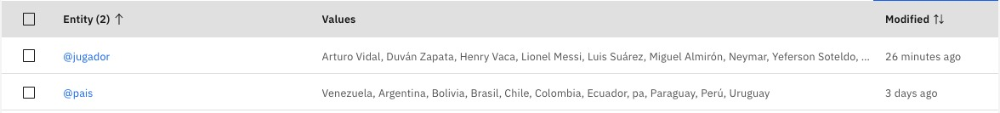 Entity (2) ↑ Values Modified ↑↓
@jugador Arturo Vidal, Duván Zapata, Henry Vaca, Lionel Messi, Luis Suárez, Miguel Almirón, Neymar, Yeferson Soteldo, ... 26 minutes ago
@pais Venezuela, Argentina, Bolivia, Brasil, Chile, Colombia, Ecuador, pa, Paraguay, Perú, Uruguay 3 days ago